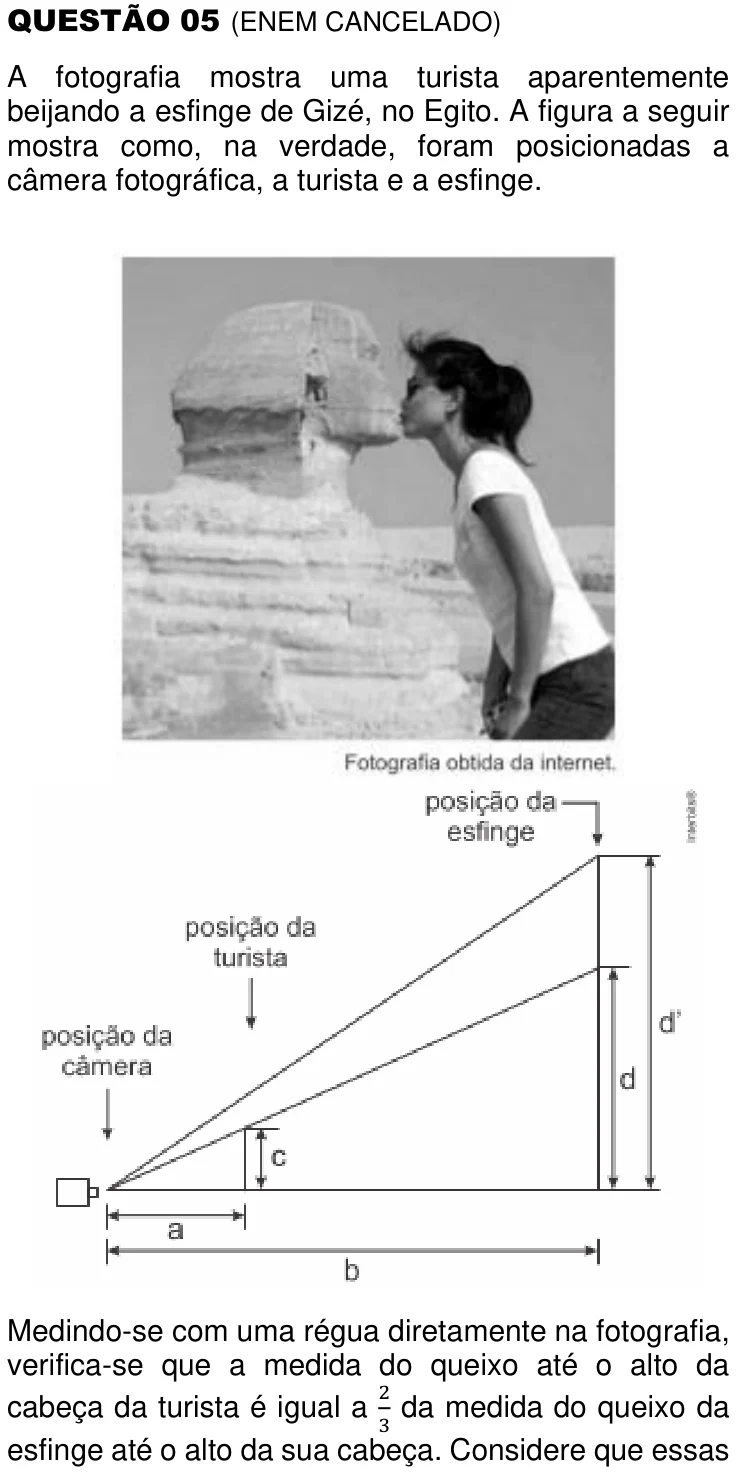 QUESTÃO 05 (ENEM CANCELADO)
A fotografia mostra uma turista aparentemente
beijando a esfinge de Gizé, no Egito. A figura a seguir
mostra como, na verdade, foram posicionadas a
câmera fotográfica, a turista e a esfinge.
Fotografia obtida da internet.
Interbits®
posição da
esfinge
posição da
turista
posição da
câmera
d'
d
c
a
b
Medindo-se com uma régua diretamente na fotografia,
verifica-se que a medida do queixo até o alto da
cabeça da turista é igual a 2/3 da medida do queixo da
esfinge até o alto da sua cabeça. Considere que essas